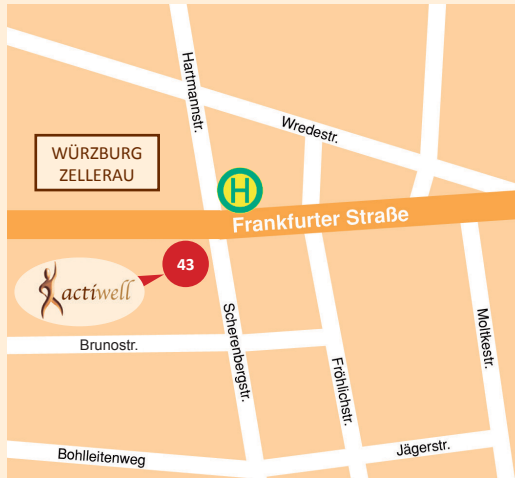 Hartmannstr.
Wredestr.
WÜRZBURG
ZELLERAU
H
Frankfurter Straße
43
actiwell
Scherenbergstr.
Brunostr.
Fröhlichstr.
Moltkestr.
Bohlleitenweg
Jägerstr.